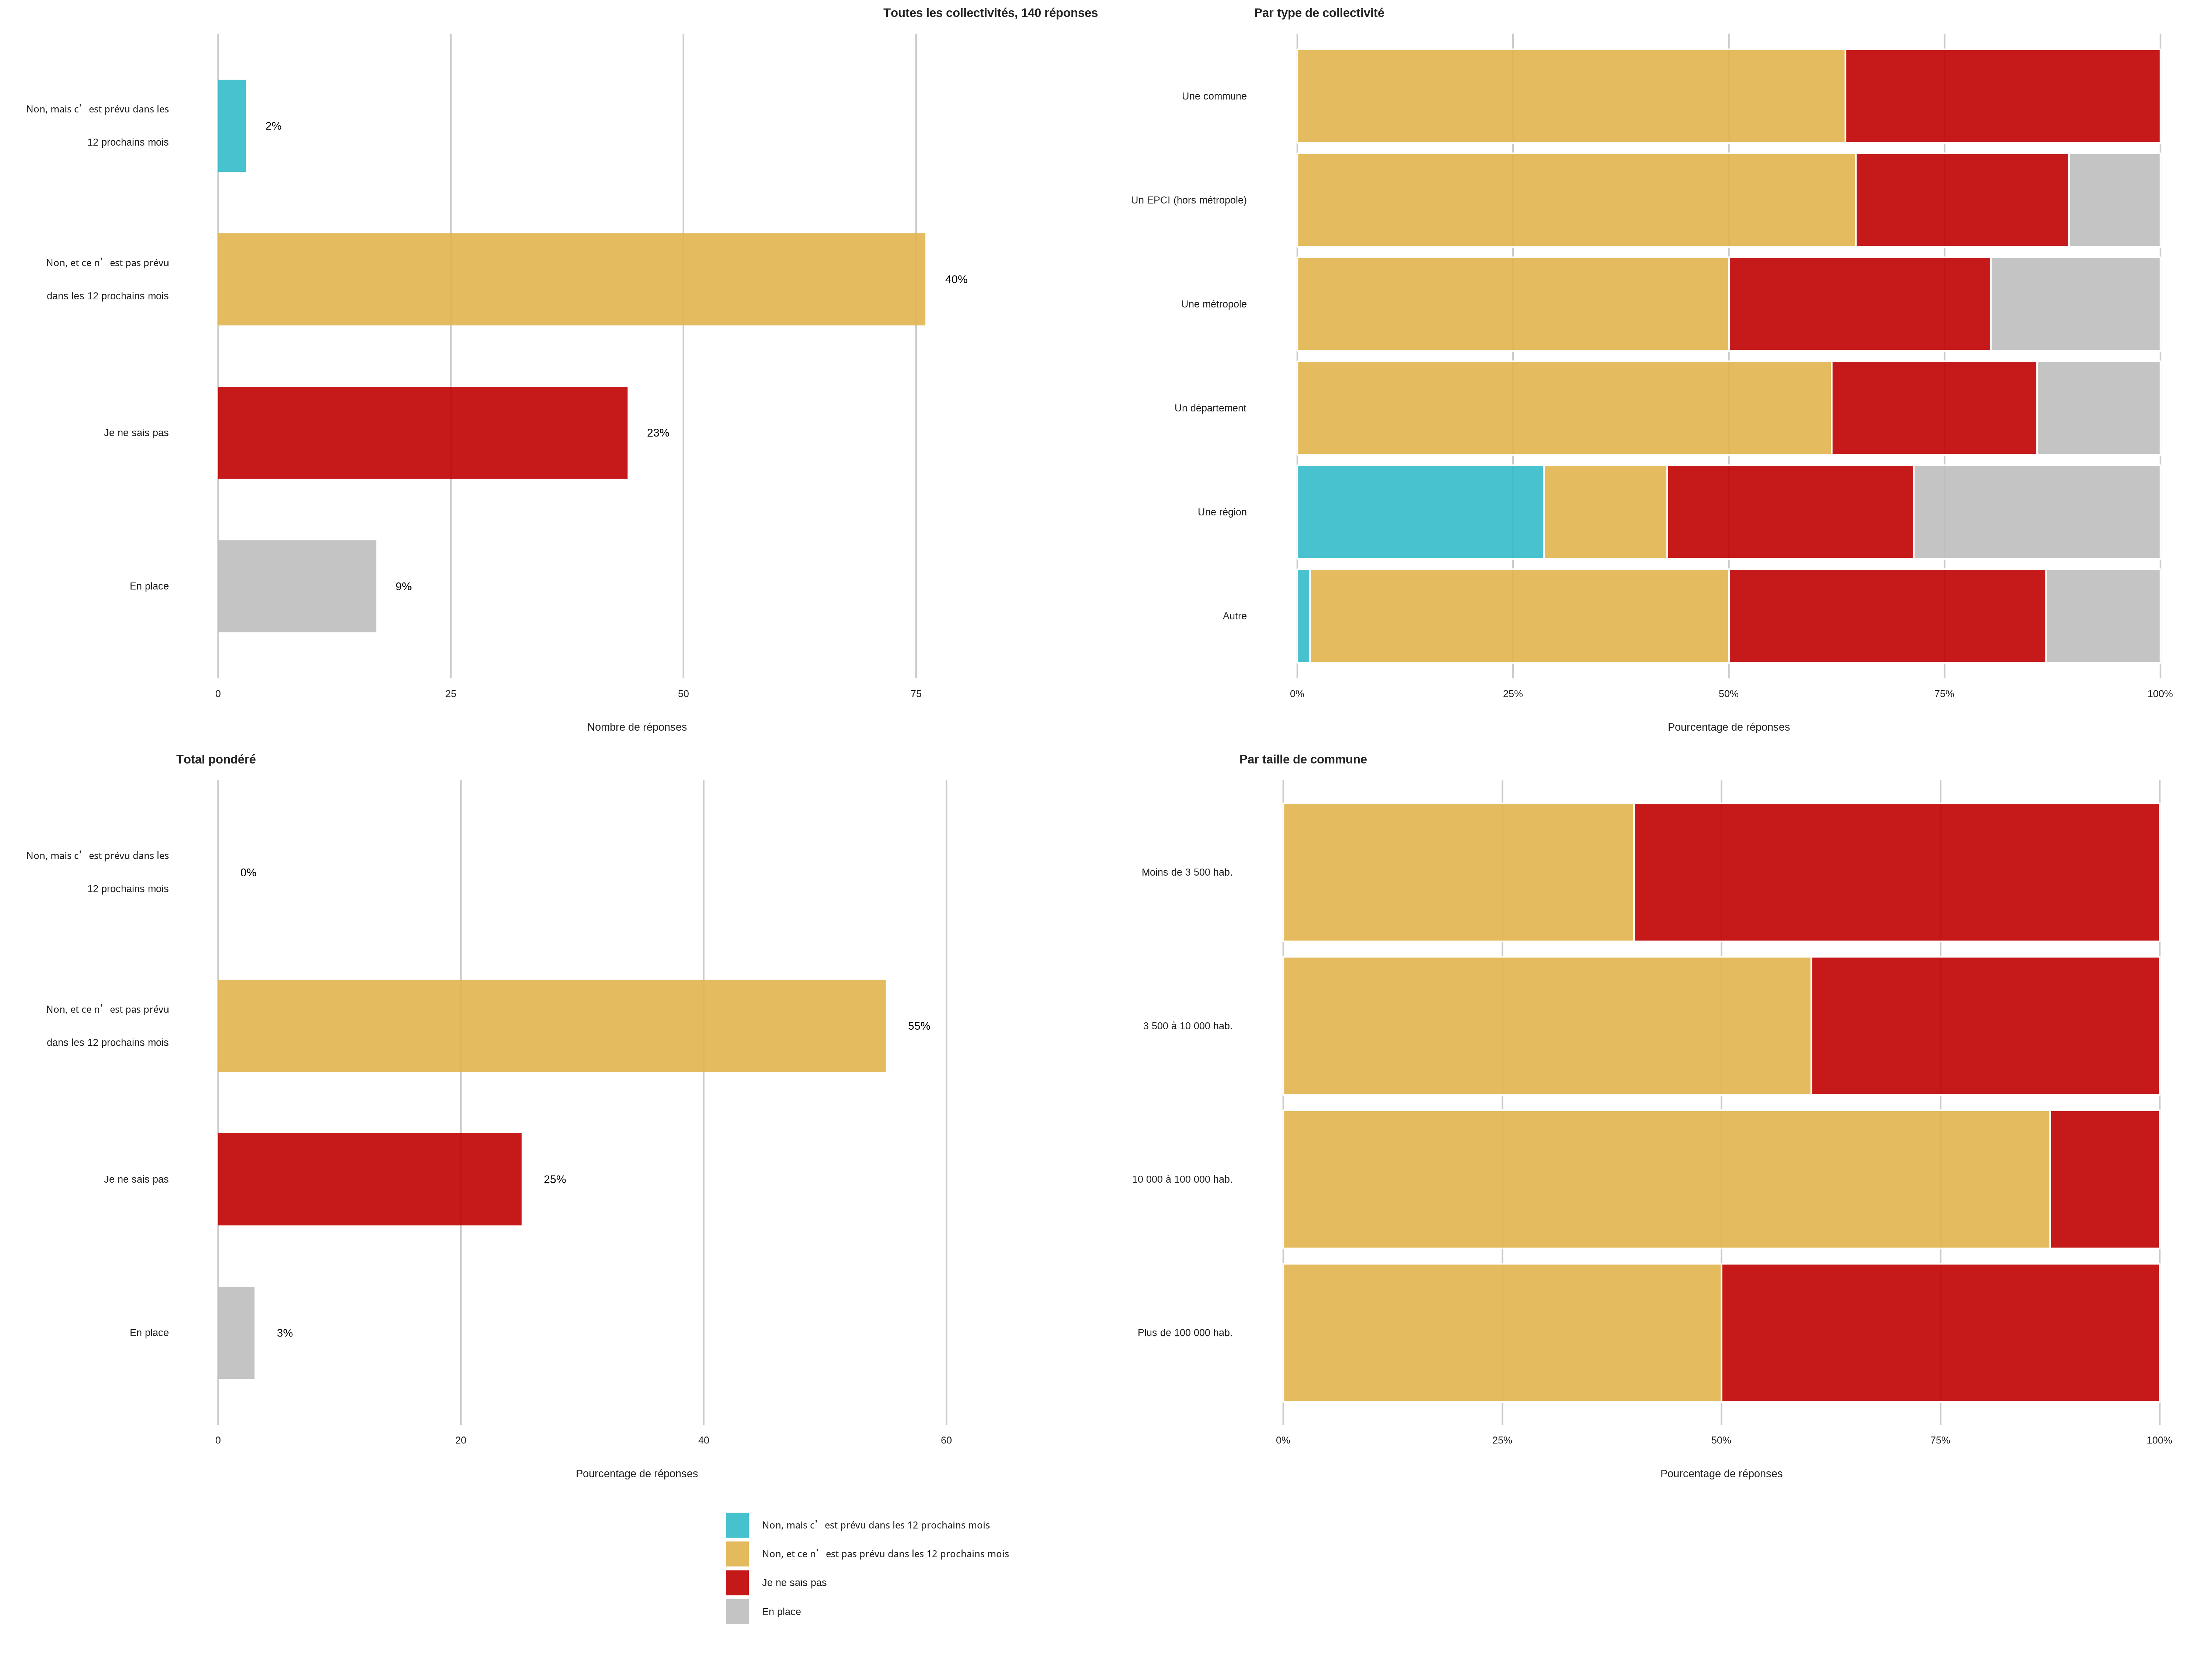 Toutes les collectivités, 140 réponses
Non, mais c’est prévu dans les
12 prochains mois
2%
Non, et ce n’est pas prévu
dans les 12 prochains mois
40%
Je ne sais pas
23%
En place
9%
0 25 50 75
Nombre de réponses
Par type de collectivité
Une commune
Un EPCI (hors métropole)
Une métropole
Un département
Une région
Autre
0% 25% 50% 75% 100%
Pourcentage de réponses
Total pondéré
Non, mais c’est prévu dans les
12 prochains mois
0%
Non, et ce n’est pas prévu
dans les 12 prochains mois
55%
Je ne sais pas
25%
En place
3%
0 20 40 60
Pourcentage de réponses
Par taille de commune
Moins de 3 500 hab.
3 500 à 10 000 hab.
10 000 à 100 000 hab.
Plus de 100 000 hab.
0% 25% 50% 75% 100%
Pourcentage de réponses
Non, mais c’est prévu dans les 12 prochains mois
Non, et ce n’est pas prévu dans les 12 prochains mois
Je ne sais pas
En place